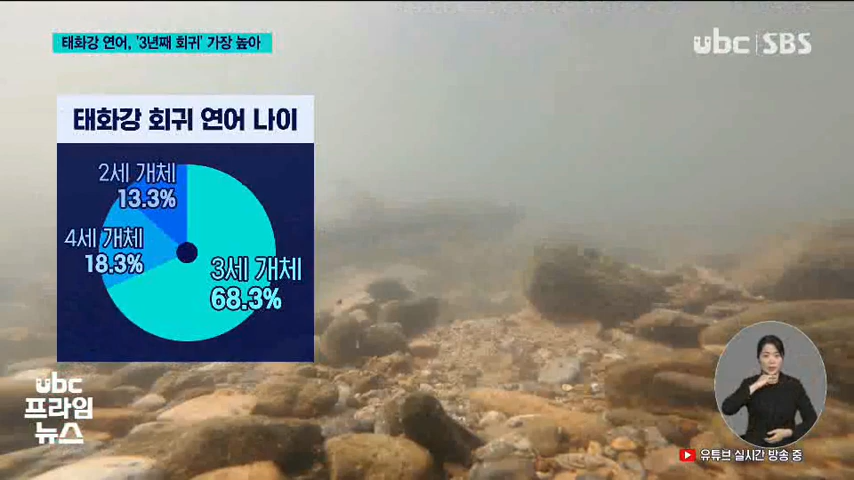 태화강 연어, '3년째 회귀' 가장 높아
ubc SBS
태화강 회귀 연어 나이
2세 개체
13.3%
4세 개체
18.3%
3세 개체
68.3%
ubc
프라임
뉴스
유튜브 실시간 방송 중